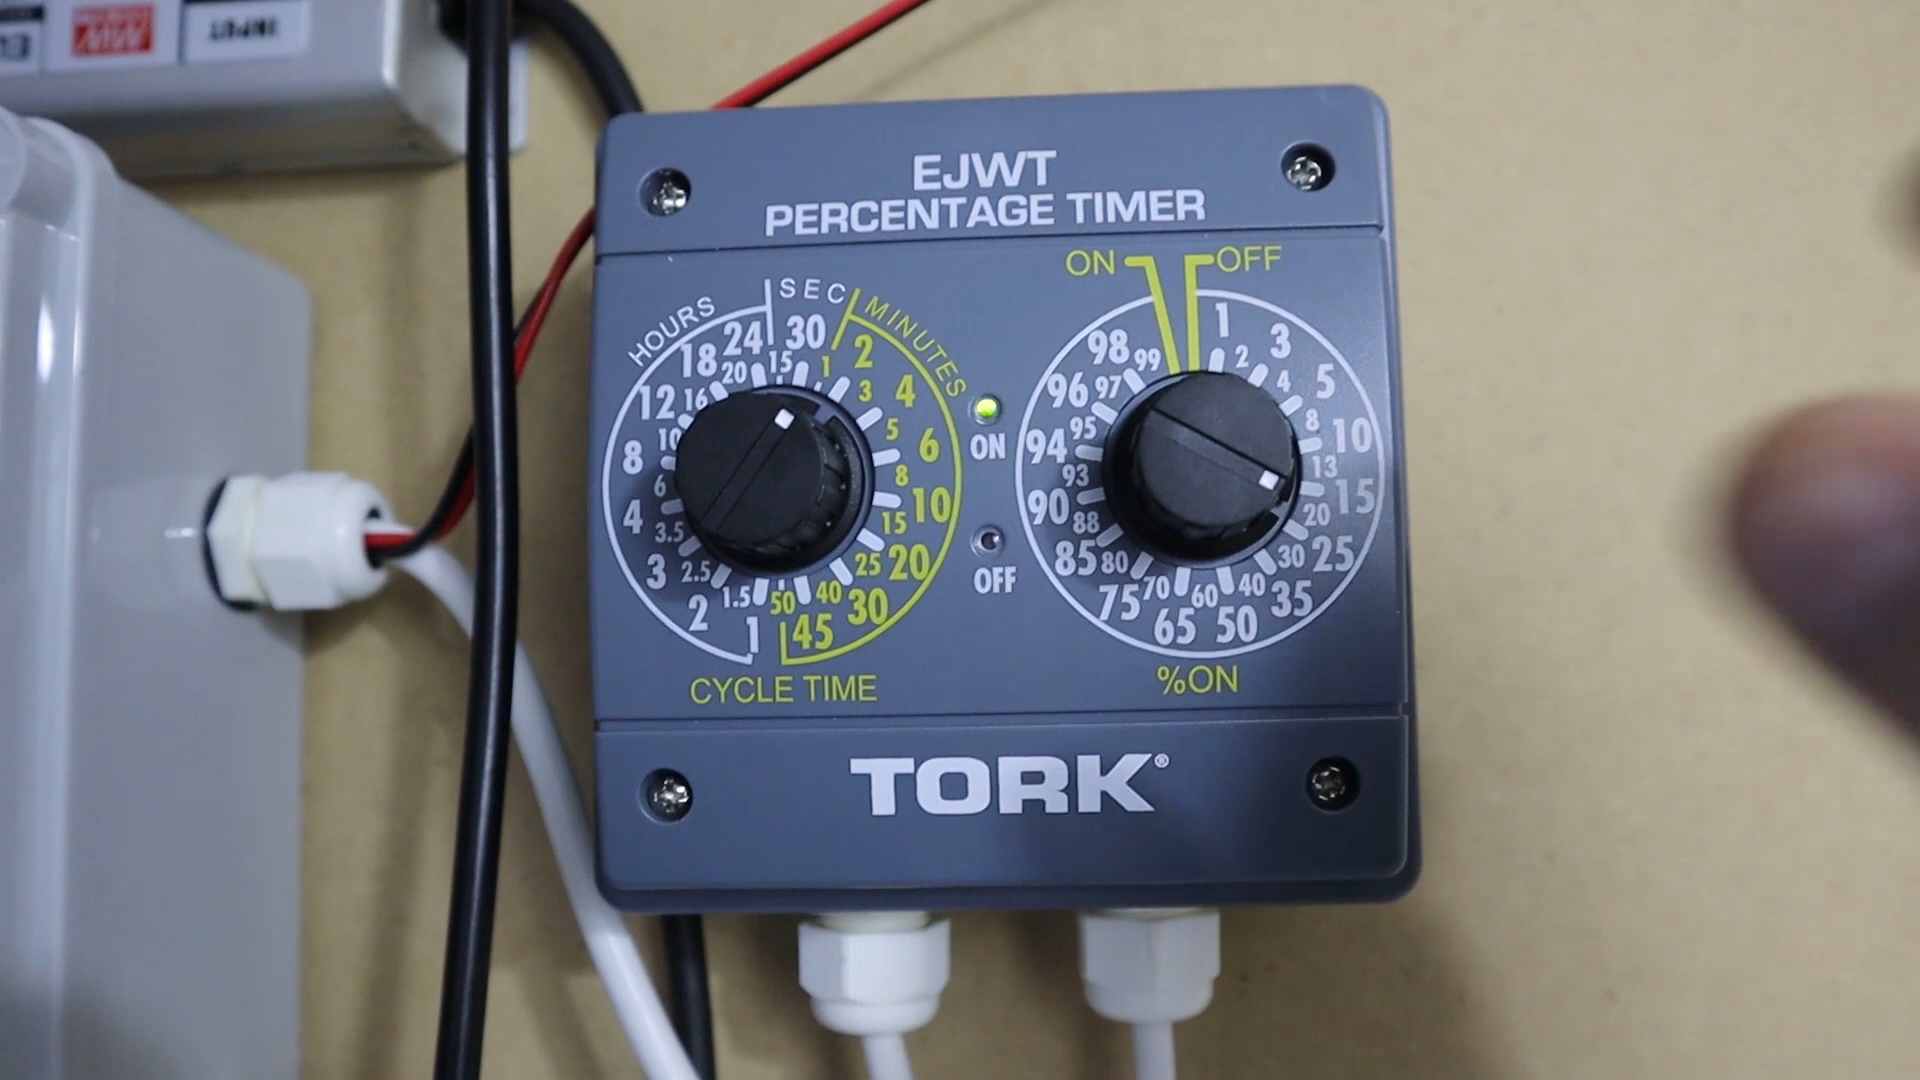 INPUT
MW
EL
EJWT
PERCENTAGE TIMER
ON OFF
HOURS SEC MINUTES
24 30 2
18 20 15 1 3 4
12 16 5 6
8 10 8 10
4 6 15 20
3 3.5 25 30
2 2.5 40 45
1 1.5 50
CYCLE TIME
ON
OFF
1 2 3 4 5
8 10 13 15 20 25
30 35 40 50 60 65
70 75 80 85 88 90
93 94 95 96 97 98 99
%ON
TORK®